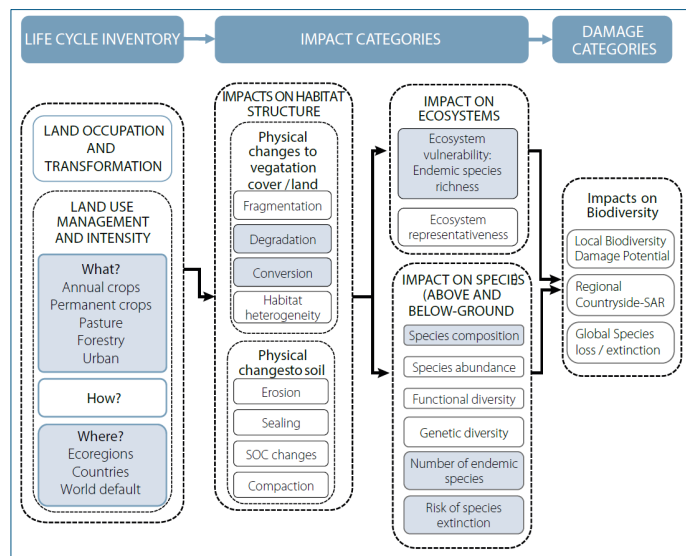 LIFE CYCLE INVENTORY
IMPACT CATEGORIES
DAMAGE
CATEGORIES
LAND OCCUPATION
AND
TRANSFORMATION
LAND USE
MANAGEMENT
AND INTENSITY
What?
Annual crops
Permanent crops
Pasture
Forestry
Urban
How?
Where?
Ecoregions
Countries
World default
IMPACTS ON HABITAT
STRUCTURE
Physical
changes to
vegatation
cover / land
Fragmentation
Degradation
Conversion
Habitat
heterogeneity
Physical
changesto soil
Erosion
Sealing
SOC changes
Compaction
IMPACT ON
ECOSYSTEMS
Ecosystem
vulnerability:
Endemic species
richness
Ecosystem
representativeness
IMPACT ON SPECIES
(ABOVE AND
BELOW-GROUND
Species composition
Species abundance
Functional diversity
Genetic diversity
Number of endemic
species
Risk of species
extinction
Impacts on
Biodiversity
Local Biodiversity
Damage Potential
Regional
Countryside-SAR
Global Species
loss / extinction